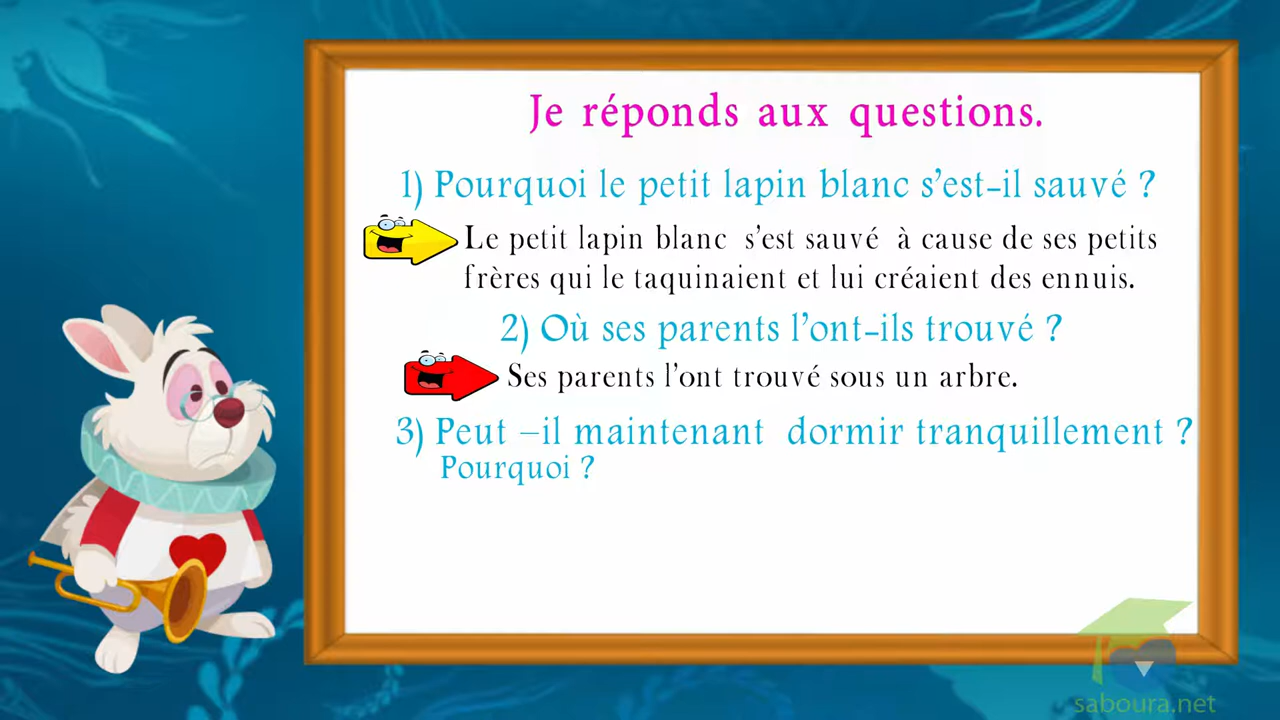 Je réponds aux questions.
1) Pourquoi le petit lapin blanc s'est-il sauvé ?
Le petit lapin blanc s'est sauvé à cause de ses petits
frères qui le taquinaient et lui créaient des ennuis.
2) Où ses parents l'ont-ils trouvé ?
Ses parents l'ont trouvé sous un arbre.
3) Peut –il maintenant dormir tranquillement ?
Pourquoi ?
saboura.net